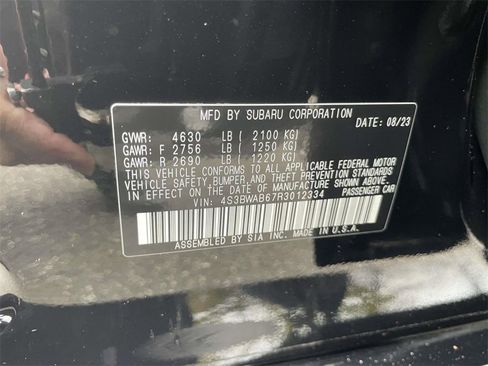 MFD BY SUBARU CORPORATION
DATE: 08/23
GVWR: 4630 LB ( 2100 KG)
GAWR: F 2756 LB ( 1250 KG)
GAWR: R 2690 LB ( 1220 KG)
THIS VEHICLE CONFORMS TO ALL APPLICABLE FEDERAL MOTOR
VEHICLE SAFETY,BUMPER,AND THEFT PREVENTION STANDARDS
IN EFFECT ON THE DATE OF MANUFACTURE SHOWN ABOVE.
VIN: 4S3BWAB67R3012334 PASSENGER CAR
ASSEMBLED BY SIA INC. MADE IN U.S.A.